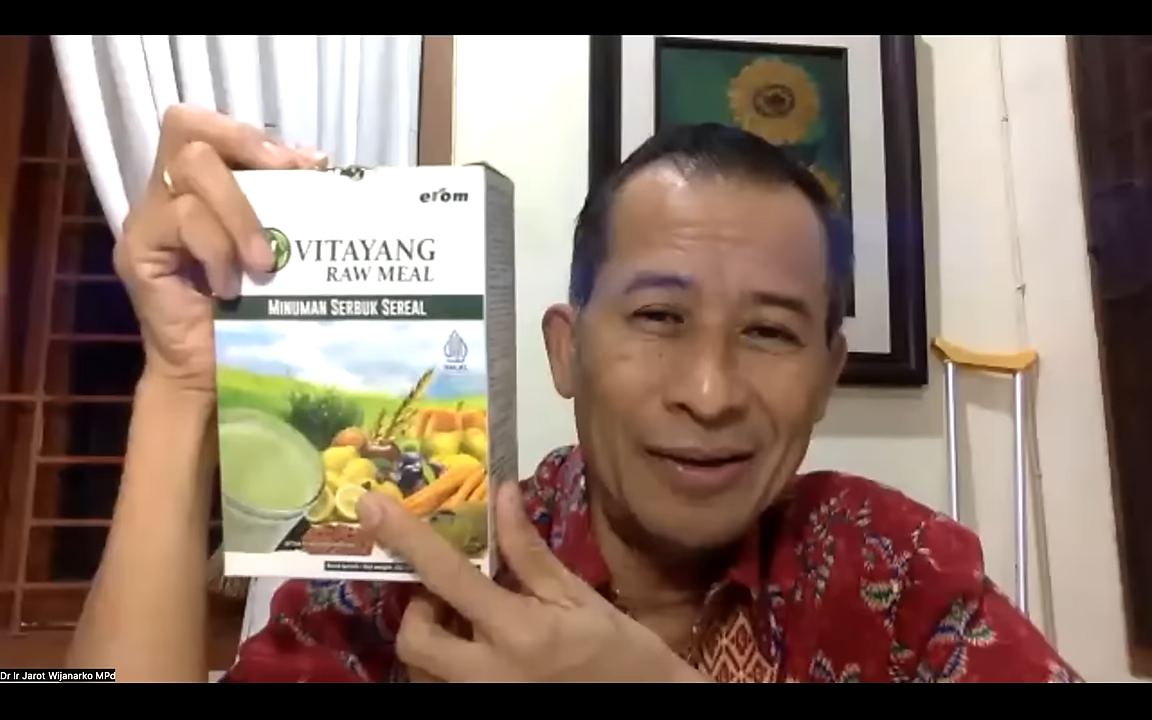 erom
VITAYANG
RAW MEAL
MINUMAN SERBUK SEREAL
HALAL
Dr Ir Jarot Wijanarko MPd